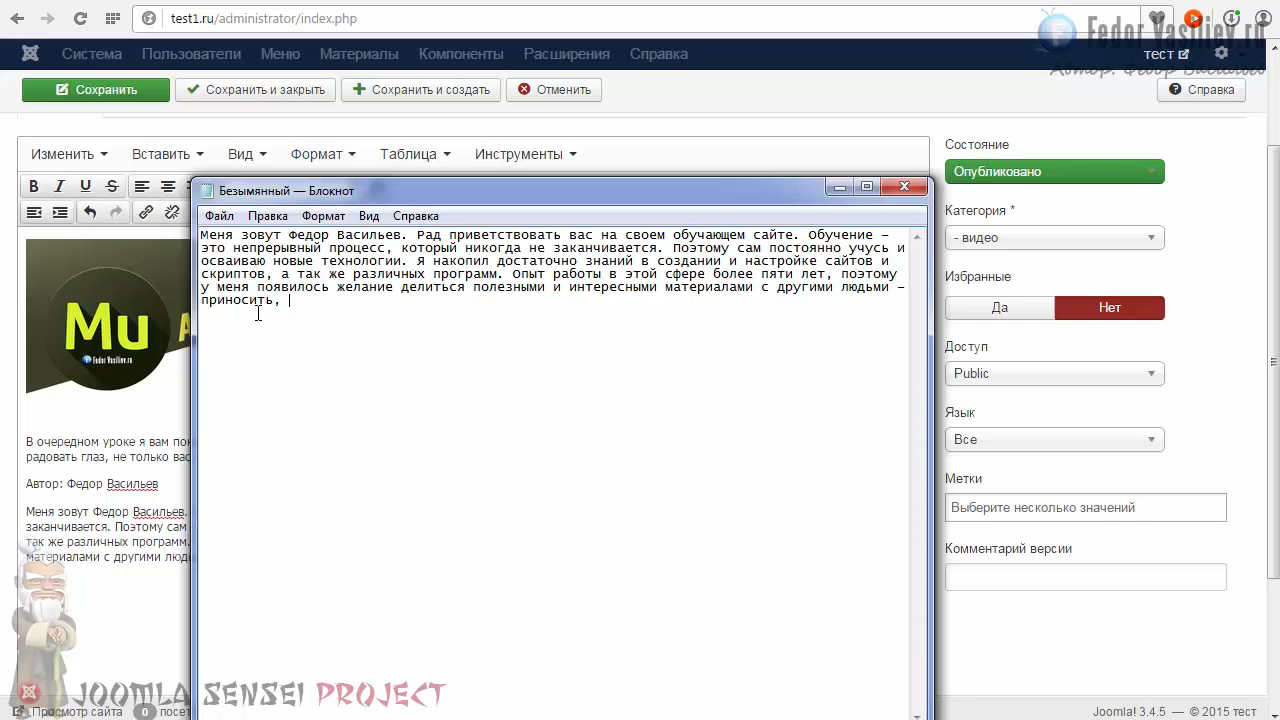 test1.ru/administrator/index.php
Fedor Vasiliev.ru
Автор: Федор Васильев
Система Пользователи Меню Материалы Компоненты Расширения Справка тест
Сохранить Сохранить и закрыть Сохранить и создать Отменить Справка
Изменить Вставить Вид Формат Таблица Инструменты
B I U S
Безымянный — Блокнот
Файл Правка Формат Вид Справка
Меня зовут Федор Васильев. Рад приветствовать вас на своем обучающем сайте. Обучение –
это непрерывный процесс, который никогда не заканчивается. Поэтому сам постоянно учусь и
осваиваю новые технологии. Я накопил достаточно знаний в создании и настройке сайтов и
скриптов, а так же различных программ. Опыт работы в этой сфере более пяти лет, поэтому
у меня появилось желание делиться полезными и интересными материалами с другими людьми –
приносить,
Mu
Fedor Vasiliev.ru
В очередном уроке я вам
радовать глаз, не только
Автор: Федор Васильев
Меня зовут Федор Васильев.
заканчивается. Поэтому сам
так же различных программ.
материалами с другими
Состояние
Опубликовано
Категория *
- видео
Избранные
Да Нет
Доступ
Public
Язык
Все
Метки
Выберите несколько значений
Комментарий версии
JOOMLA SENSEI PROJECT
Просмотр сайта 0
Joomla! 3.4.5 — © 2015 тест